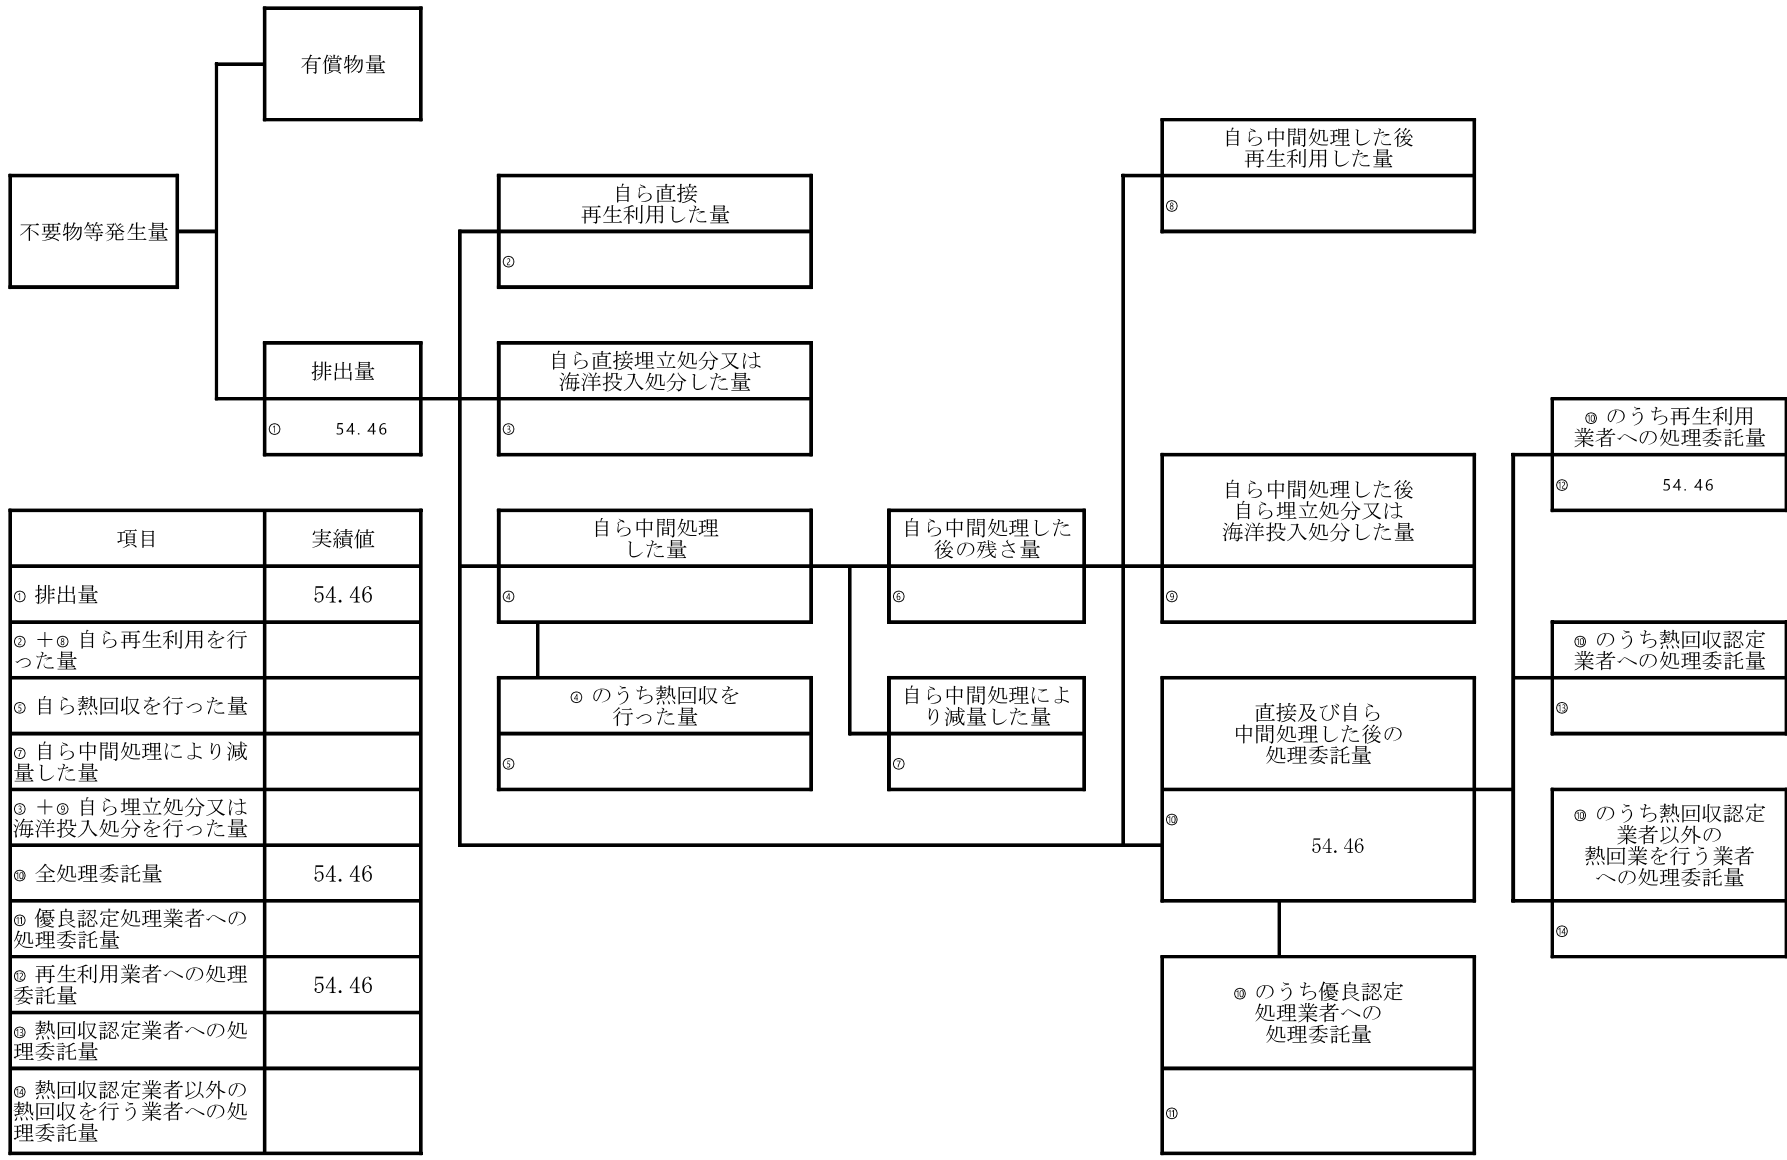 有償物量
不要物等発生量
排出量
① 54.46
自ら直接
再生利用した量
②
自ら直接埋立処分又は
海洋投入処分した量
③
自ら中間処理
した量
④
④ のうち熱回収を
行った量
⑤
自ら中間処理した
後の残さ量
⑥
自ら中間処理によ
り減量した量
⑦
自ら中間処理した後
再生利用した量
⑧
自ら中間処理した後
自ら埋立処分又は
海洋投入処分した量
⑨
直接及び自ら
中間処理した後の
処理委託量
⑩
54.46
⑩ のうち優良認定
処理業者への
処理委託量
⑪
⑩ のうち再生利用
業者への処理委託量
⑫ 54.46
⑩ のうち熱回収認定
業者への処理委託量
⑬
⑩ のうち熱回収認定
業者以外の
熱回業を行う業者
への処理委託量
⑭
項目 実績値
① 排出量 54.46
② +⑧ 自ら再生利用を行
った量
⑤ 自ら熱回収を行った量
⑦ 自ら中間処理により減
量した量
③ +⑨ 自ら埋立処分又は
海洋投入処分を行った量
⑩ 全処理委託量 54.46
⑪ 優良認定処理業者への
処理委託量
⑫ 再生利用業者への処理
委託量 54.46
⑬ 熱回収認定業者への処
理委託量
⑭ 熱回収認定業者以外の
熱回収を行う業者への処
理委託量